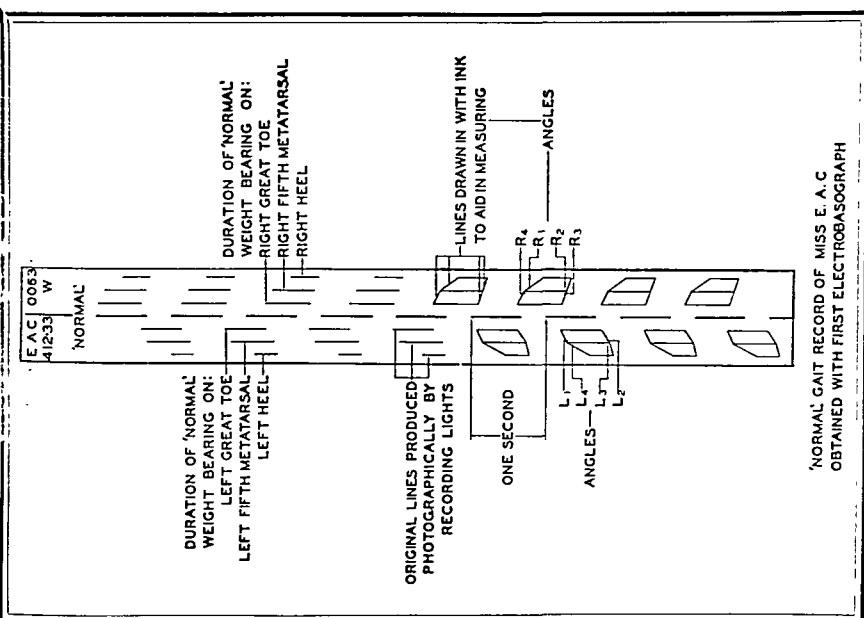 E A C 0053
4·12·33 W
'NORMAL'
DURATION OF 'NORMAL'
WEIGHT BEARING ON:
RIGHT GREAT TOE
RIGHT FIFTH METATARSAL
RIGHT HEEL
DURATION OF 'NORMAL'
WEIGHT BEARING ON:
LEFT GREAT TOE
LEFT FIFTH METATARSAL
LEFT HEEL
LINES DRAWN IN WITH INK
TO AID IN MEASURING
ANGLES
R4
R1
R2
R3
ORIGINAL LINES PRODUCED
PHOTOGRAPHICALLY BY
RECORDING LIGHTS
ONE SECOND
ANGLES
L1
L4
L3
L2
'NORMAL' GAIT RECORD OF MISS E. A. C
OBTAINED WITH FIRST ELECTROBASOGRAPH